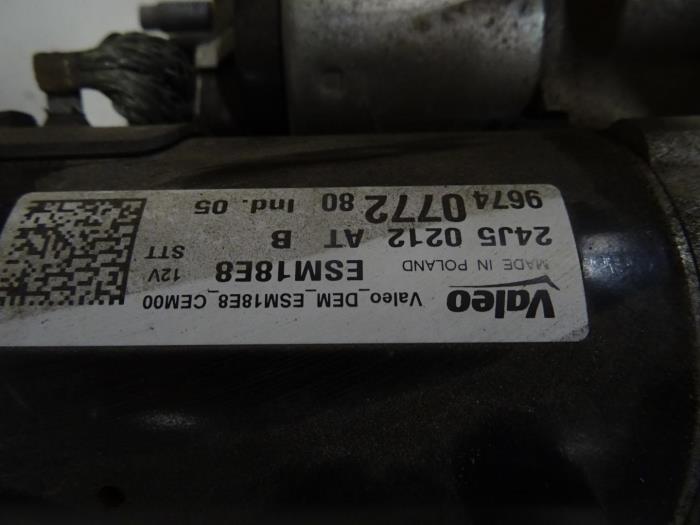 Valeo_DEM_ESM18E8_CEM00
Valeo
MADE IN POLAND
ESM18E8
12V
STT
24J5 0212 AT B
9674 0772 80 Ind. 05